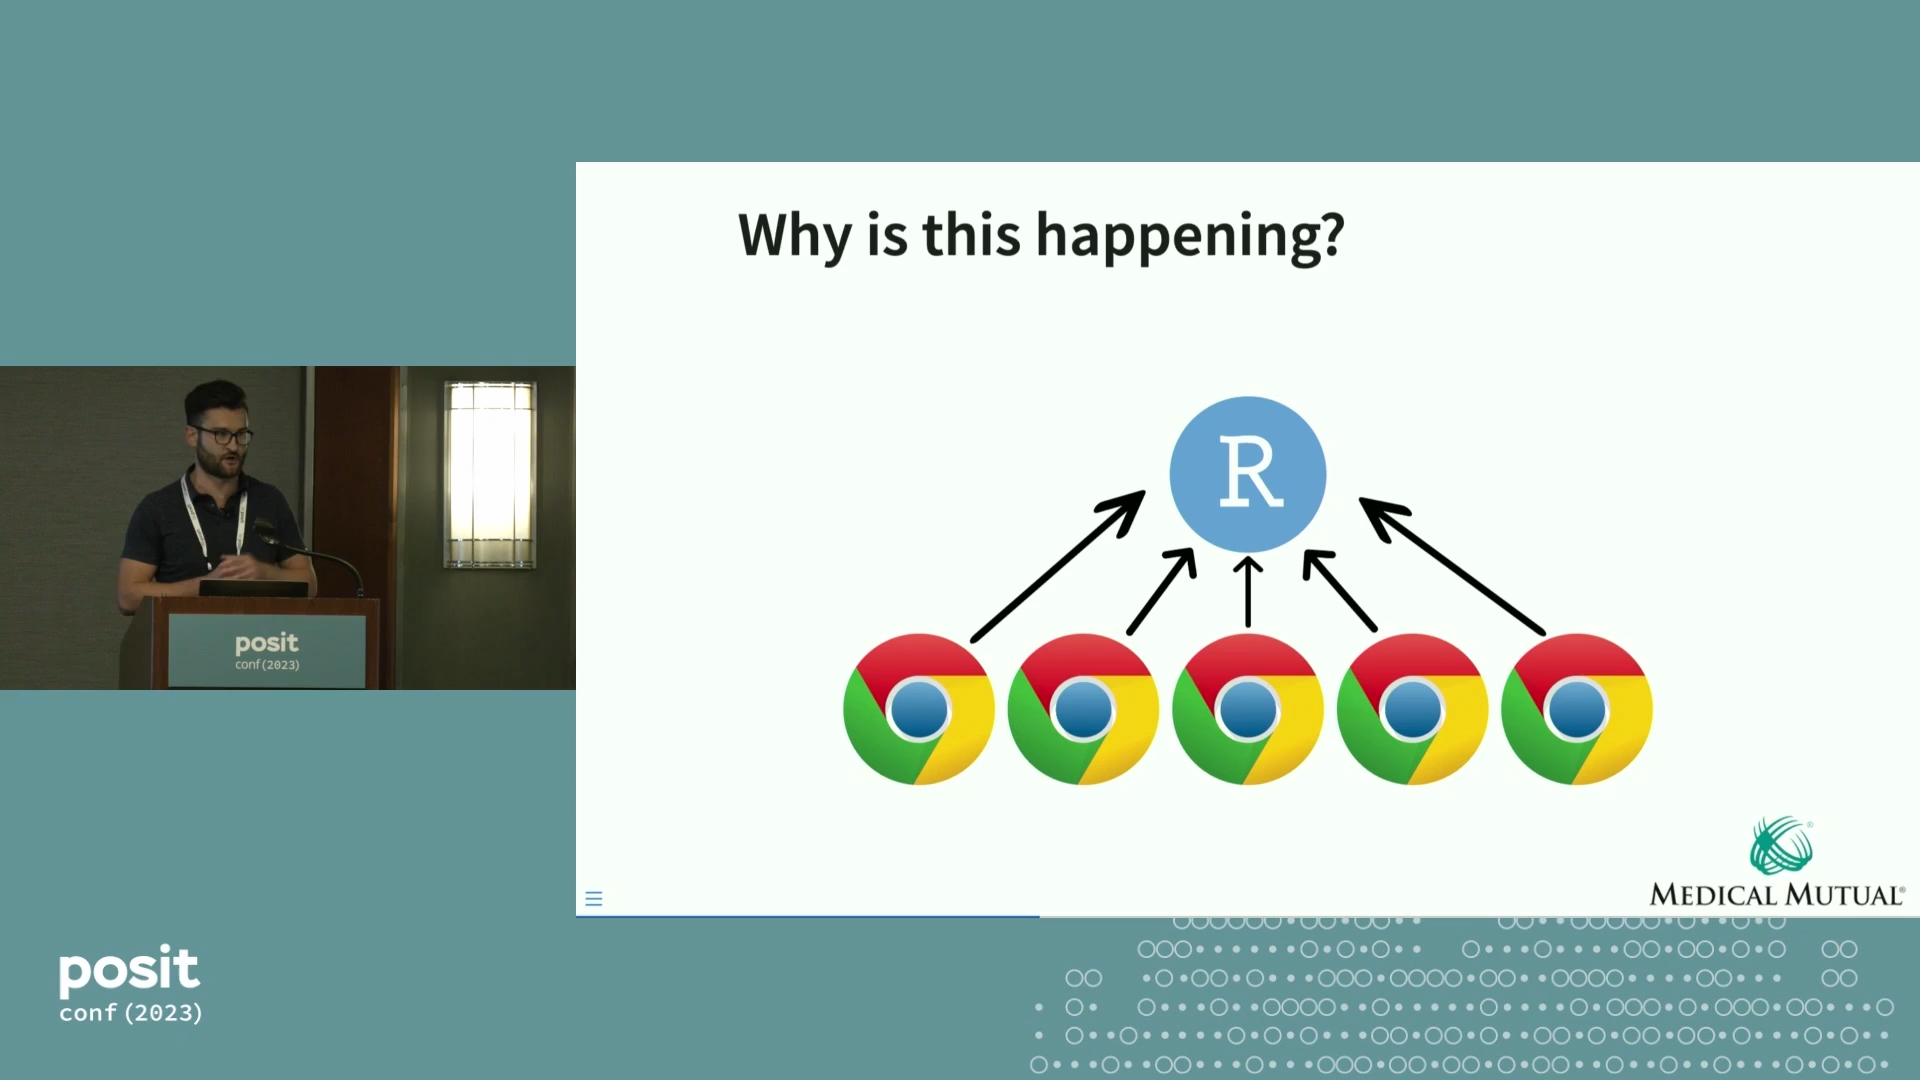 Why is this happening?
R
posit
conf(2023)
MEDICAL MUTUAL®
posit
conf(2023)